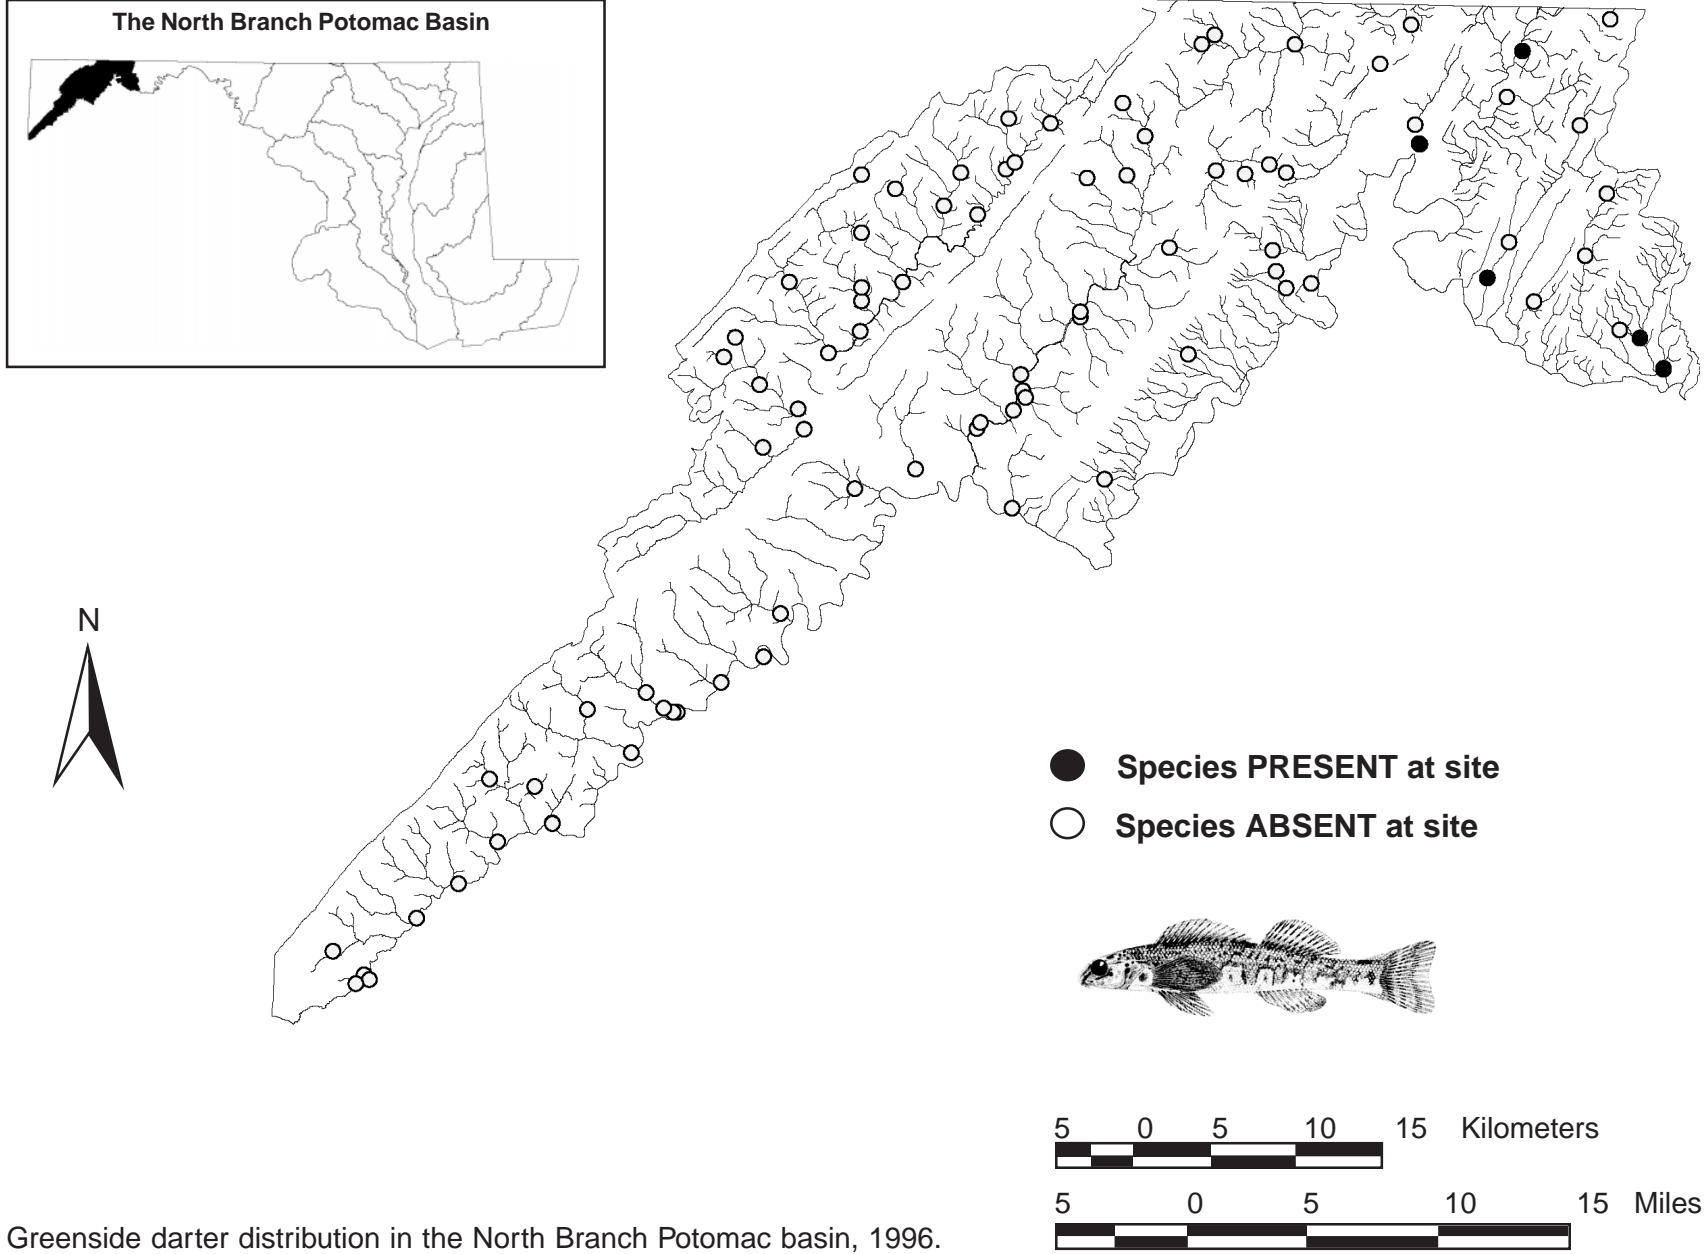 The North Branch Potomac Basin
N
Species PRESENT at site
Species ABSENT at site
5 0 5 10 15 Kilometers
5 0 5 10 15 Miles
Greenside darter distribution in the North Branch Potomac basin, 1996.